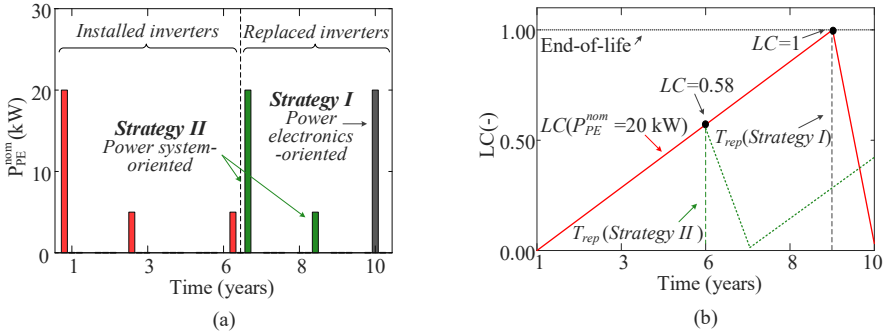 Installed inverters
Replaced inverters
30
20
10
0
P_PE^nom (kW)
Strategy II
Power system-
oriented
Strategy I
Power
electronics
-oriented
1 3 6 8 10
Time (years)
(a)
LC(-)
1.00
0.50
0.00
End-of-life
LC=1
LC=0.58
LC(P_PE^nom =20 kW)
T_rep(Strategy I)
T_rep(Strategy II )
1 3 6 8 10
Time (years)
(b)